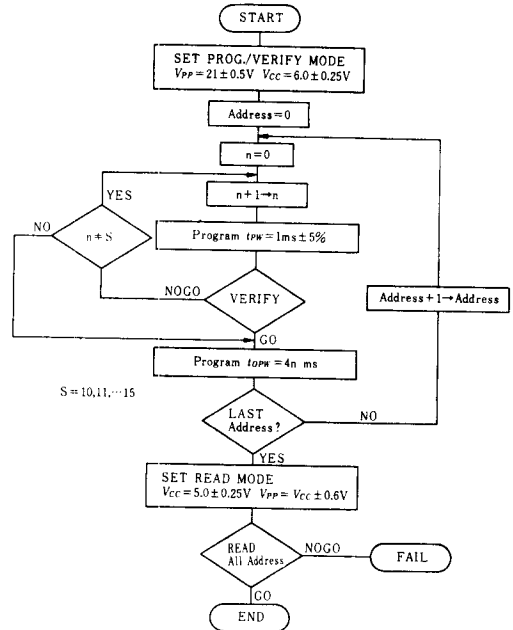 START
SET PROG./VERIFY MODE
VPP=21±0.5V VCC=6.0±0.25V
Address=0
n=0
YES
n+1→n
NO
n≠S
Program tPW=1ms±5%
NOGO
VERIFY
Address+1→Address
GO
Program tOPW=4n ms
S=10,11,…15
LAST
Address?
NO
YES
SET READ MODE
VCC=5.0±0.25V VPP=VCC±0.6V
READ
All Address
NOGO
FAIL
GO
END